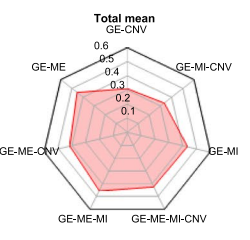 Total mean
GE-CNV
0.6
0.5
0.4
0.3
0.2
0.1
GE-ME
GE-MI-CNV
GE-ME-CNV
GE-MI
GE-ME-MI
GE-ME-MI-CNV